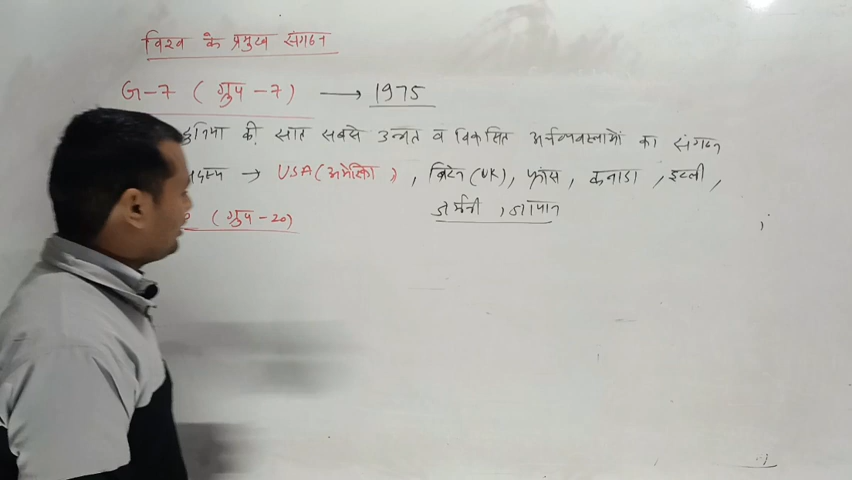 विश्व के प्रमुख संगठन
G-7 (ग्रुप -7) → 1975
की सात सबसे उन्नत व विकसित अर्थव्यवस्थाओं का संगठन
→ USA(अमेरिका), ब्रिटेन(UK), फ्रांस, कनाडा, इटली,
जर्मनी, जापान
(ग्रुप -20)